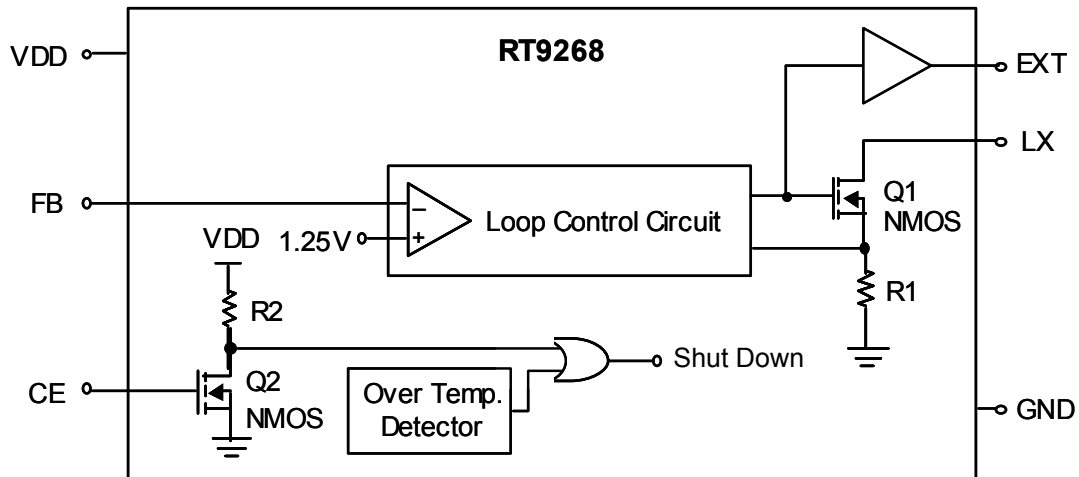 RT9268
VDD
EXT
LX
FB
−
+
1.25V
Loop Control Circuit
Q1
NMOS
VDD
R2
R1
Shut Down
CE
Q2
NMOS
Over Temp.
Detector
GND